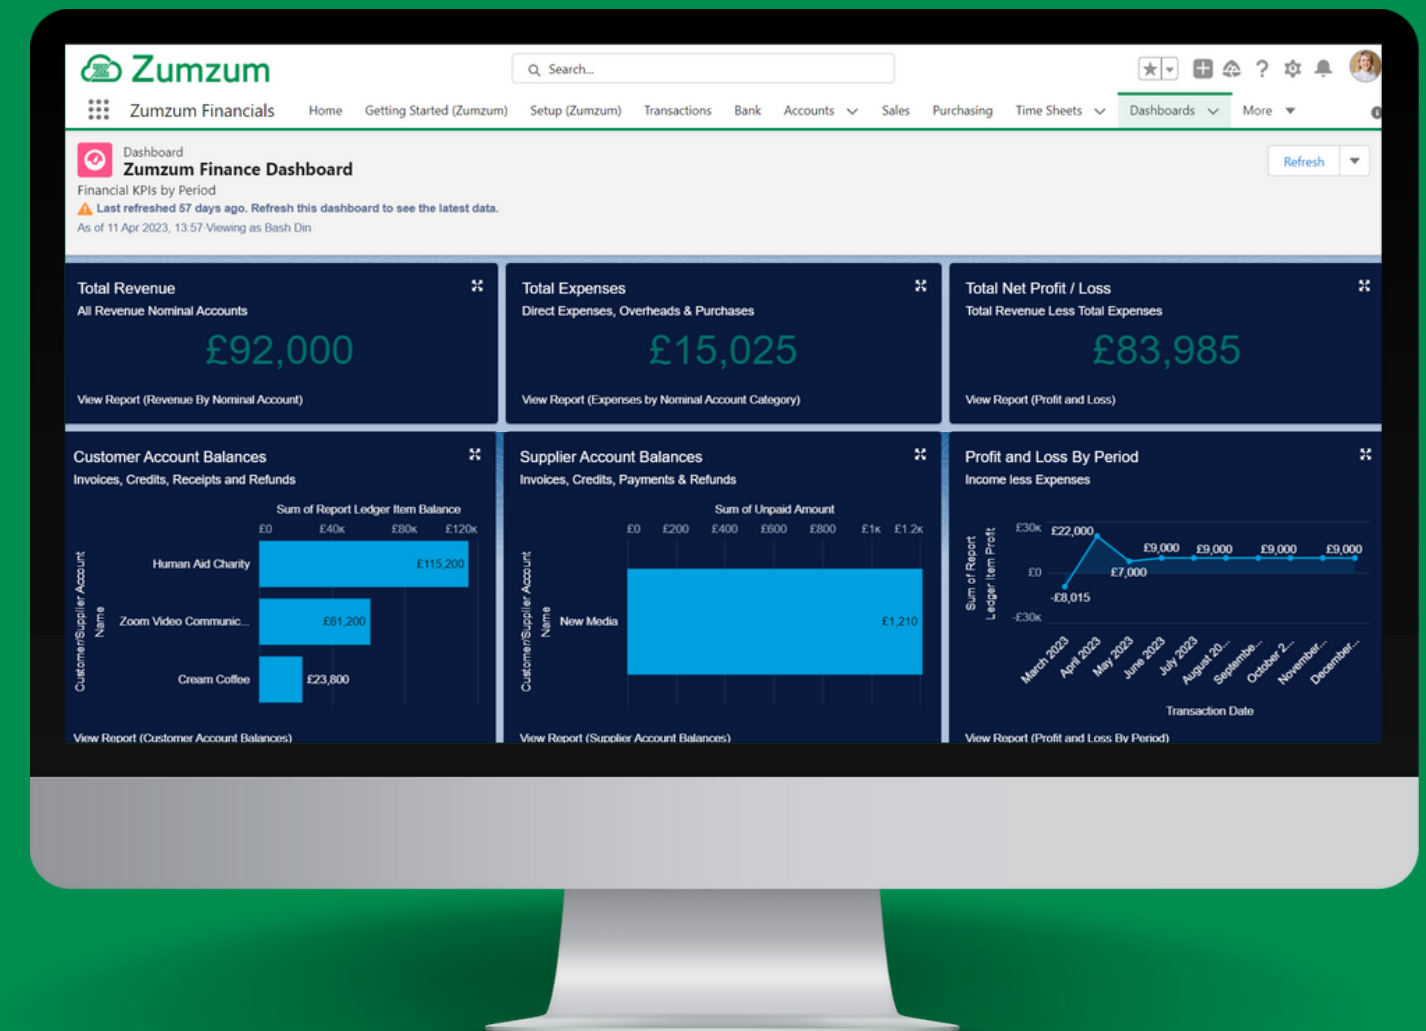 Zumzum
Search...
Zumzum Financials Home Getting Started (Zumzum) Setup (Zumzum) Transactions Bank Accounts Sales Purchasing Time Sheets Dashboards More
Dashboard
Zumzum Finance Dashboard
Refresh
Financial KPIs by Period
Last refreshed 57 days ago. Refresh this dashboard to see the latest data.
As of 11 Apr 2023, 13:57·Viewing as Bash Din
Total Revenue
All Revenue Nominal Accounts
£92,000
View Report (Revenue By Nominal Account)
Total Expenses
Direct Expenses, Overheads & Purchases
£15,025
View Report (Expenses by Nominal Account Category)
Total Net Profit / Loss
Total Revenue Less Total Expenses
£83,985
View Report (Profit and Loss)
Customer Account Balances
Invoices, Credits, Receipts and Refunds
Sum of Report Ledger Item Balance
£0 £40K £80K £120K
Customer/Supplier Account
Name
Human Aid Charity £115,200
Zoom Video Communic... £61,200
Cream Coffee £23,800
View Report (Customer Account Balances)
Supplier Account Balances
Invoices, Credits, Payments & Refunds
Sum of Unpaid Amount
£0 £200 £400 £600 £800 £1K £1.2K
Customer/Supplier Account
Name
New Media £1,210
View Report (Supplier Account Balances)
Profit and Loss By Period
Income less Expenses
Sum of Report
Ledger Item Profit
£30K
£0
-£30K
£22,000
-£8,015
£7,000
£9,000 £9,000 £9,000 £9,000
March 2023
April 2023
May 2023
June 2023
July 2023
August 20...
Septembe...
October 2...
November...
December...
Transaction Date
View Report (Profit and Loss By Period)